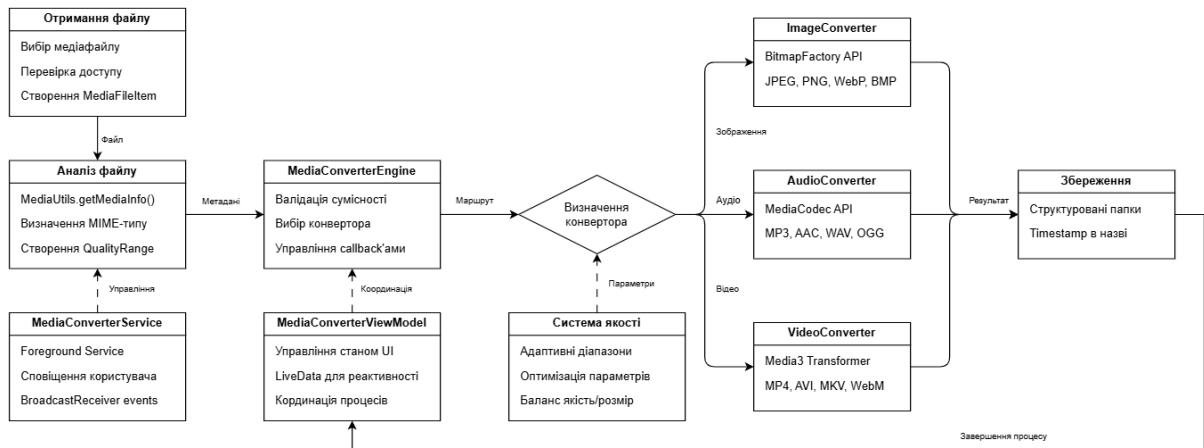 Отримання файлу
Вибір медіафайлу
Перевірка доступу
Створення MediaFileItem
Файл
Аналіз файлу
MediaUtils.getMediaInfo()
Визначення MIME-типу
Створення QualityRange
Метадані
Управління
MediaConverterService
Foreground Service
Сповіщення користувача
BroadcastReceiver events
MediaConverterEngine
Валідація сумісності
Вибір конвертора
Управління callback'ами
Маршрут
Координація
MediaConverterViewModel
Управління станом UI
LiveData для реактивності
Кординація процесів
Визначення
конвертора
Параметри
Система якості
Адаптивні діапазони
Оптимізація параметрів
Баланс якість/розмір
Зображення
ImageConverter
BitmapFactory API
JPEG, PNG, WebP, BMP
Аудіо
AudioConverter
MediaCodec API
MP3, AAC, WAV, OGG
Відео
VideoConverter
Media3 Transformer
MP4, AVI, MKV, WebM
Результат
Збереження
Структуровані папки
Timestamp в назві
Завершення процесу